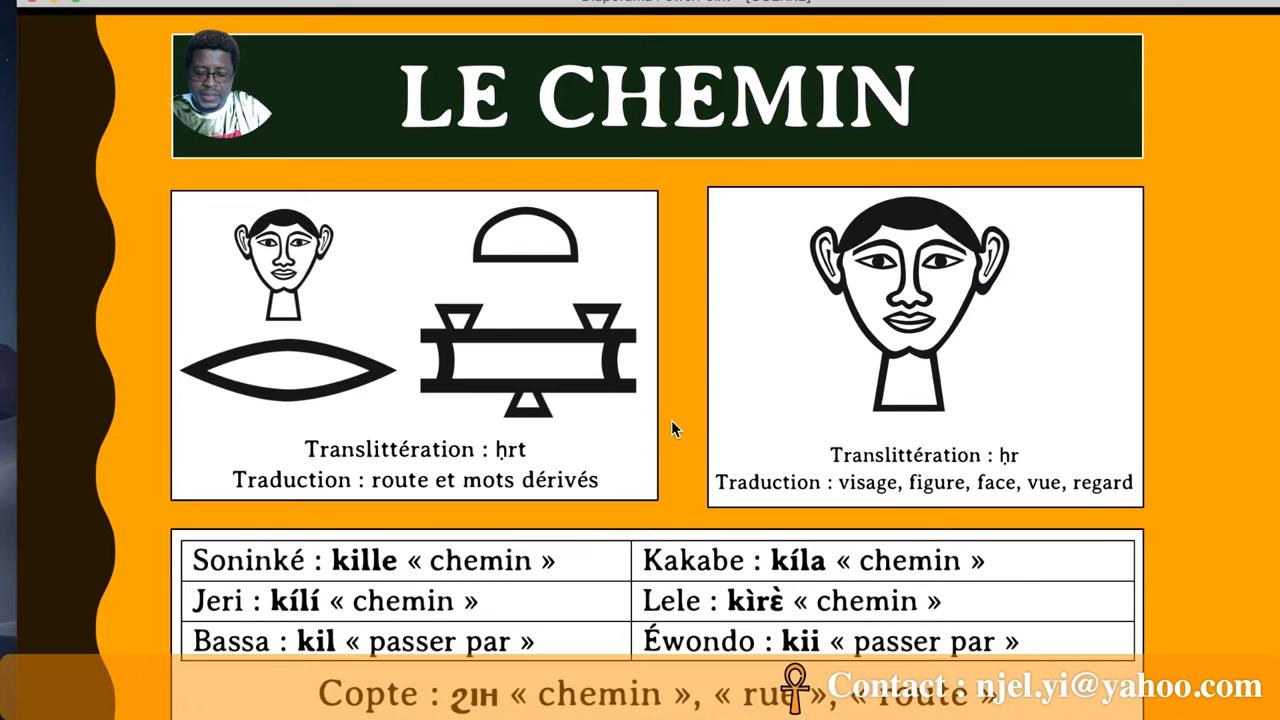 LE CHEMIN
Translittération : ḥrt
Traduction : route et mots dérivés
Translittération : ḥr
Traduction : visage, figure, face, vue, regard
Soninké : kille « chemin »
Kakabe : kíla « chemin »
Jeri : kílí « chemin »
Lele : kìrɛ̀ « chemin »
Bassa : kil « passer par »
Éwondo : kii « passer par »
Copte : ϩⲓⲏ « chemin », « rue », « route »
Contact : njel.yi@yahoo.com